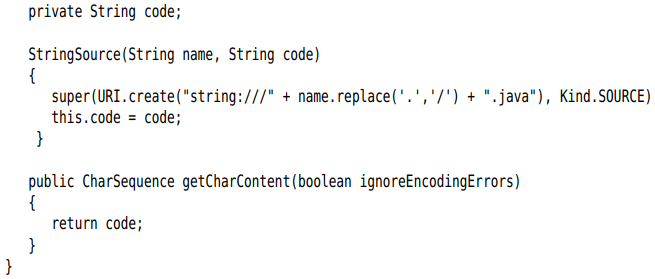 private String code;
StringSource(String name, String code)
{
super(URI.create("string:///" + name.replace('.','/') + ".java"), Kind.SOURCE)
this.code = code;
}
public CharSequence getCharContent(boolean ignoreEncodingErrors)
{
return code;
}
}